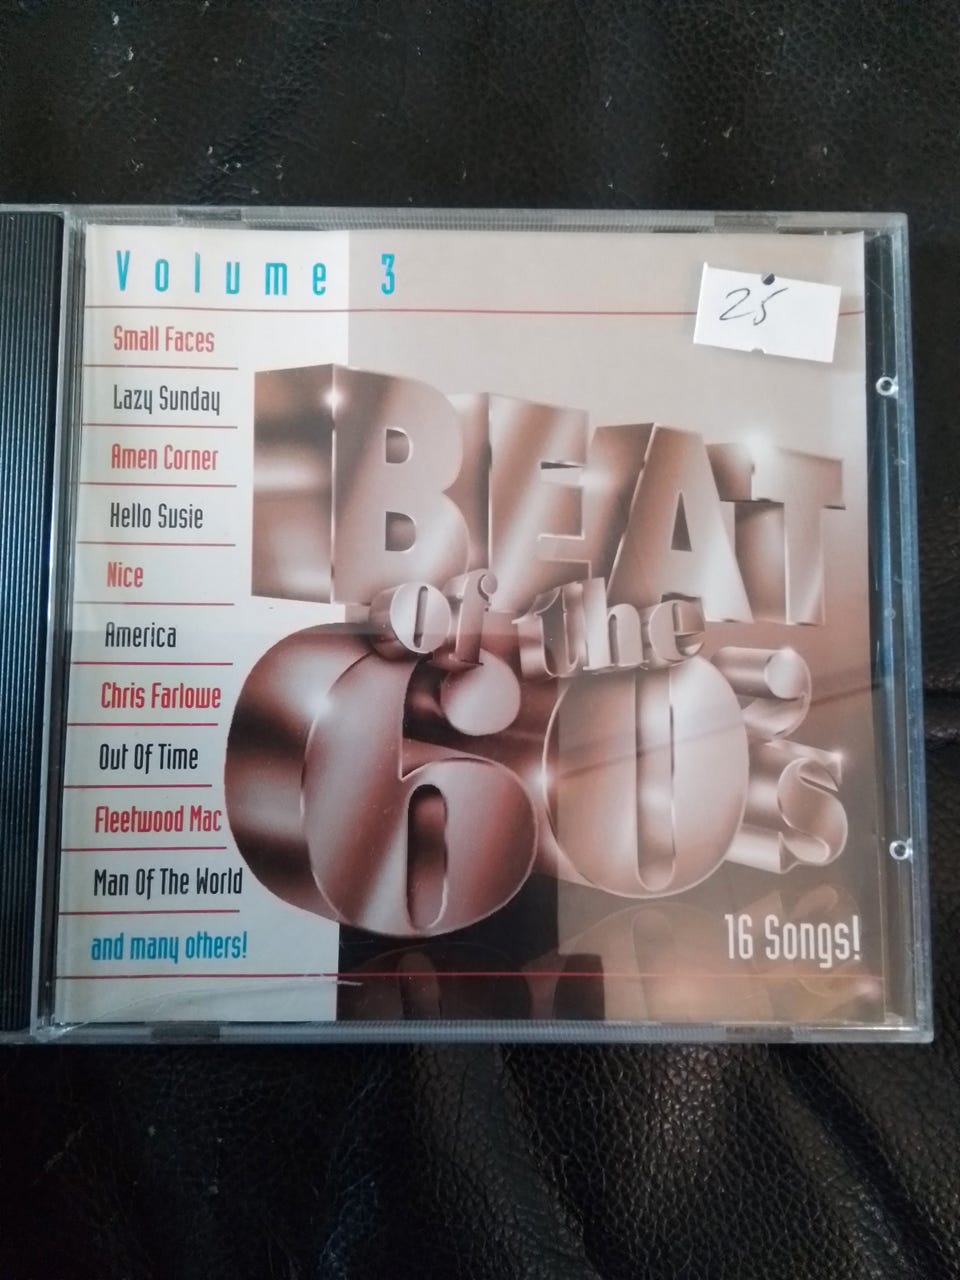 Volume 3
25
Small Faces
Lazy Sunday
Amen Corner
Hello Susie
Nice
America
Chris Farlowe
Out Of Time
Fleetwood Mac
Man Of The World
and many others!
BEAT
of the
60's
16 Songs!